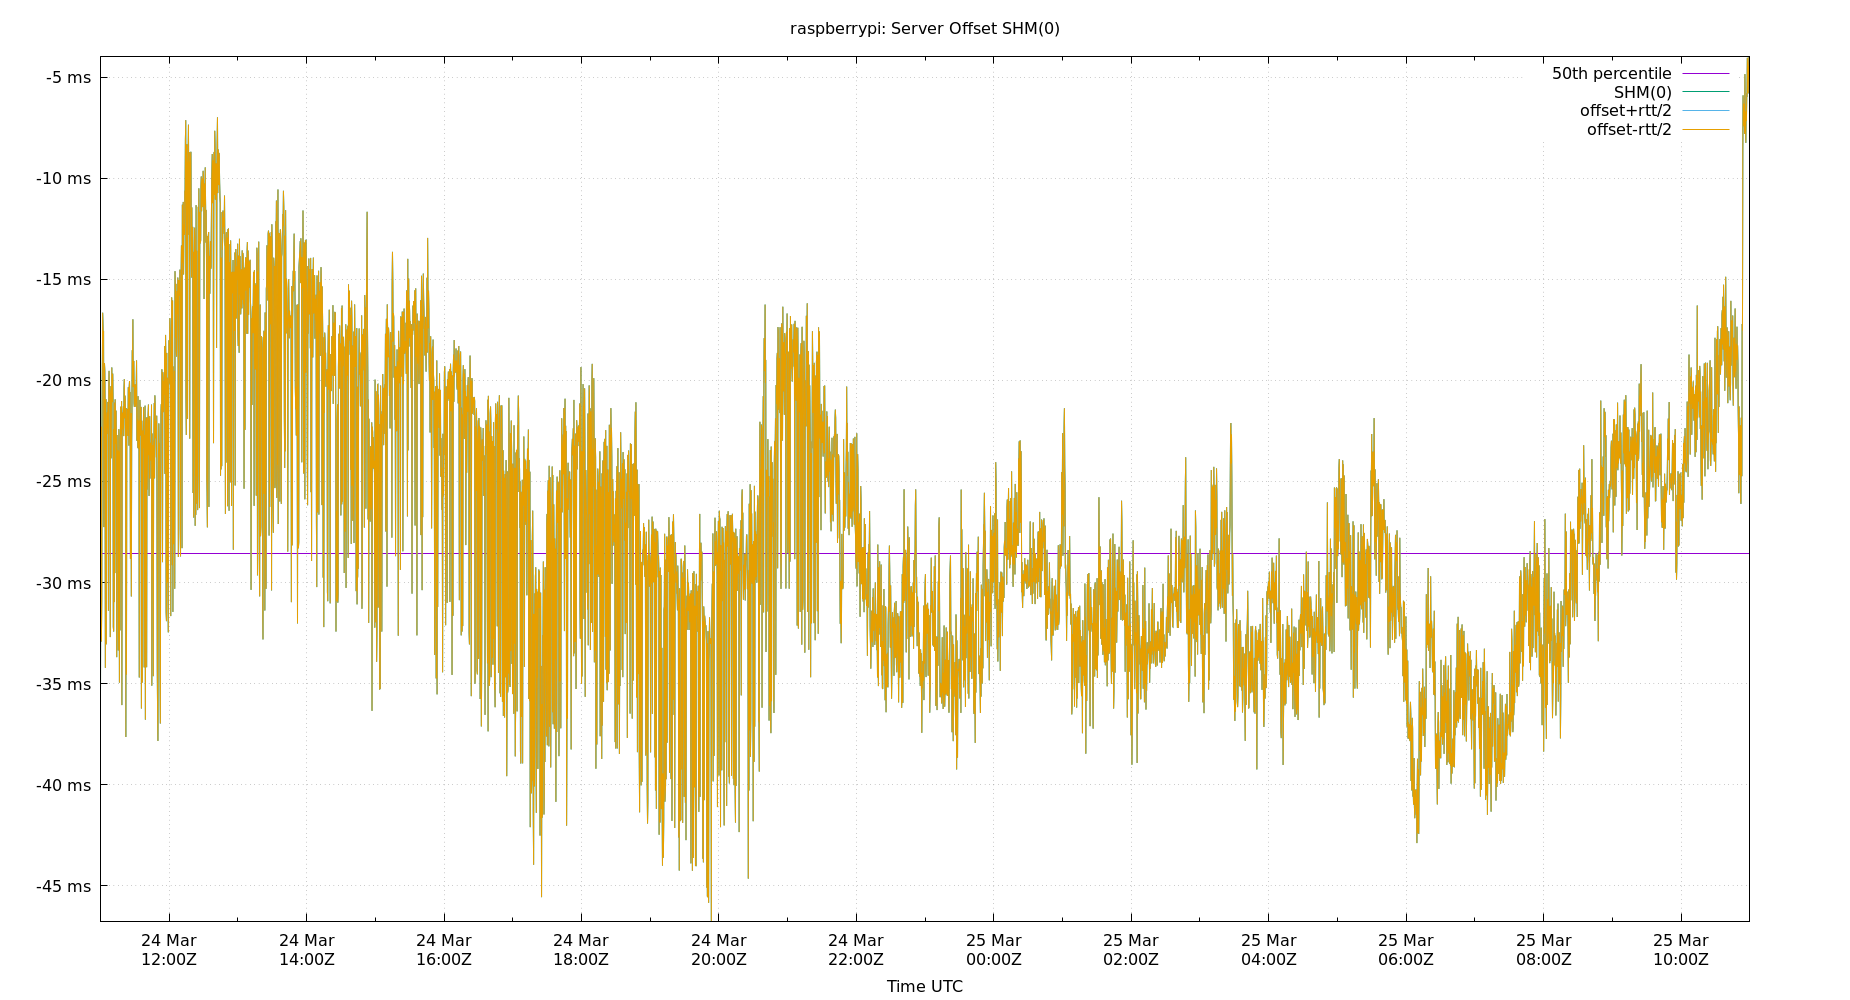 raspberrypi: Server Offset SHM(0)
50th percentile
SHM(0)
offset+rtt/2
offset-rtt/2
-5 ms
-10 ms
-15 ms
-20 ms
-25 ms
-30 ms
-35 ms
-40 ms
-45 ms
24 Mar 24 Mar 24 Mar 24 Mar 24 Mar 24 Mar 25 Mar 25 Mar 25 Mar 25 Mar 25 Mar 25 Mar
12:00Z 14:00Z 16:00Z 18:00Z 20:00Z 22:00Z 00:00Z 02:00Z 04:00Z 06:00Z 08:00Z 10:00Z
Time UTC